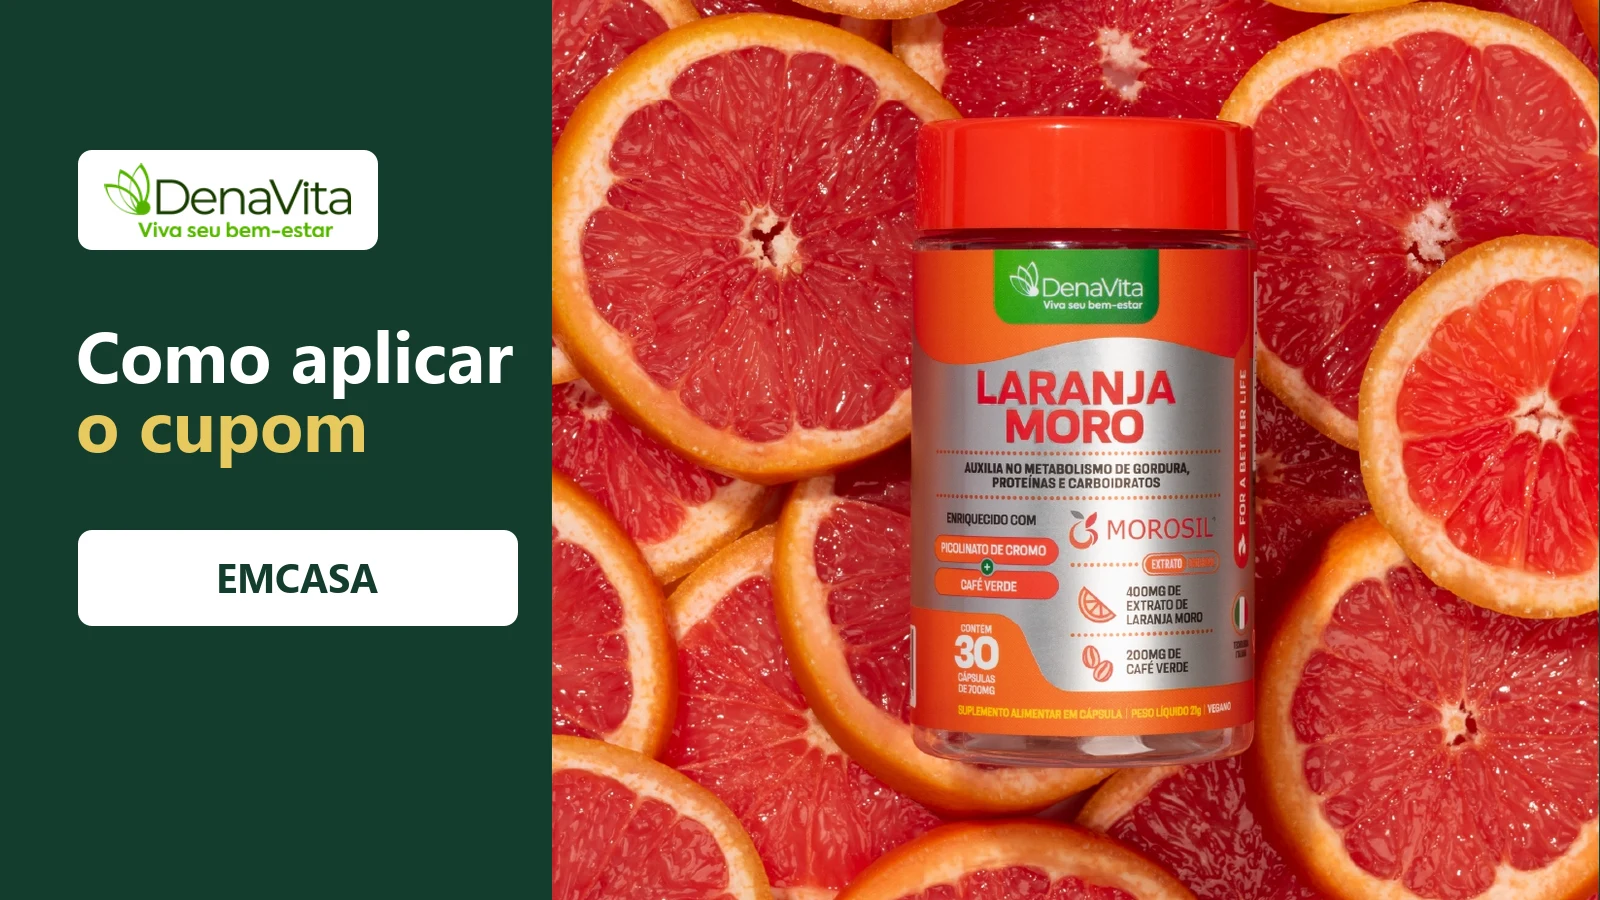 DenaVita
Viva seu bem-estar
Como aplicar
o cupom
EMCASA
DenaVita
Viva seu bem-estar
LARANJA
MORO
AUXILIA NO METABOLISMO DE GORDURA,
PROTEÍNAS E CARBOIDRATOS
ENRIQUECIDO COM
PICOLINATO DE CROMO
+
CAFÉ VERDE
MOROSIL
EXTRATO
400MG DE
EXTRATO DE
LARANJA MORO
200MG DE
CAFÉ VERDE
CONTÉM
30
CÁPSULAS
DE 700MG
SUPLEMENTO ALIMENTAR EM CÁPSULA | PESO LÍQUIDO 21g | VEGANO
FOR A BETTER LIFE